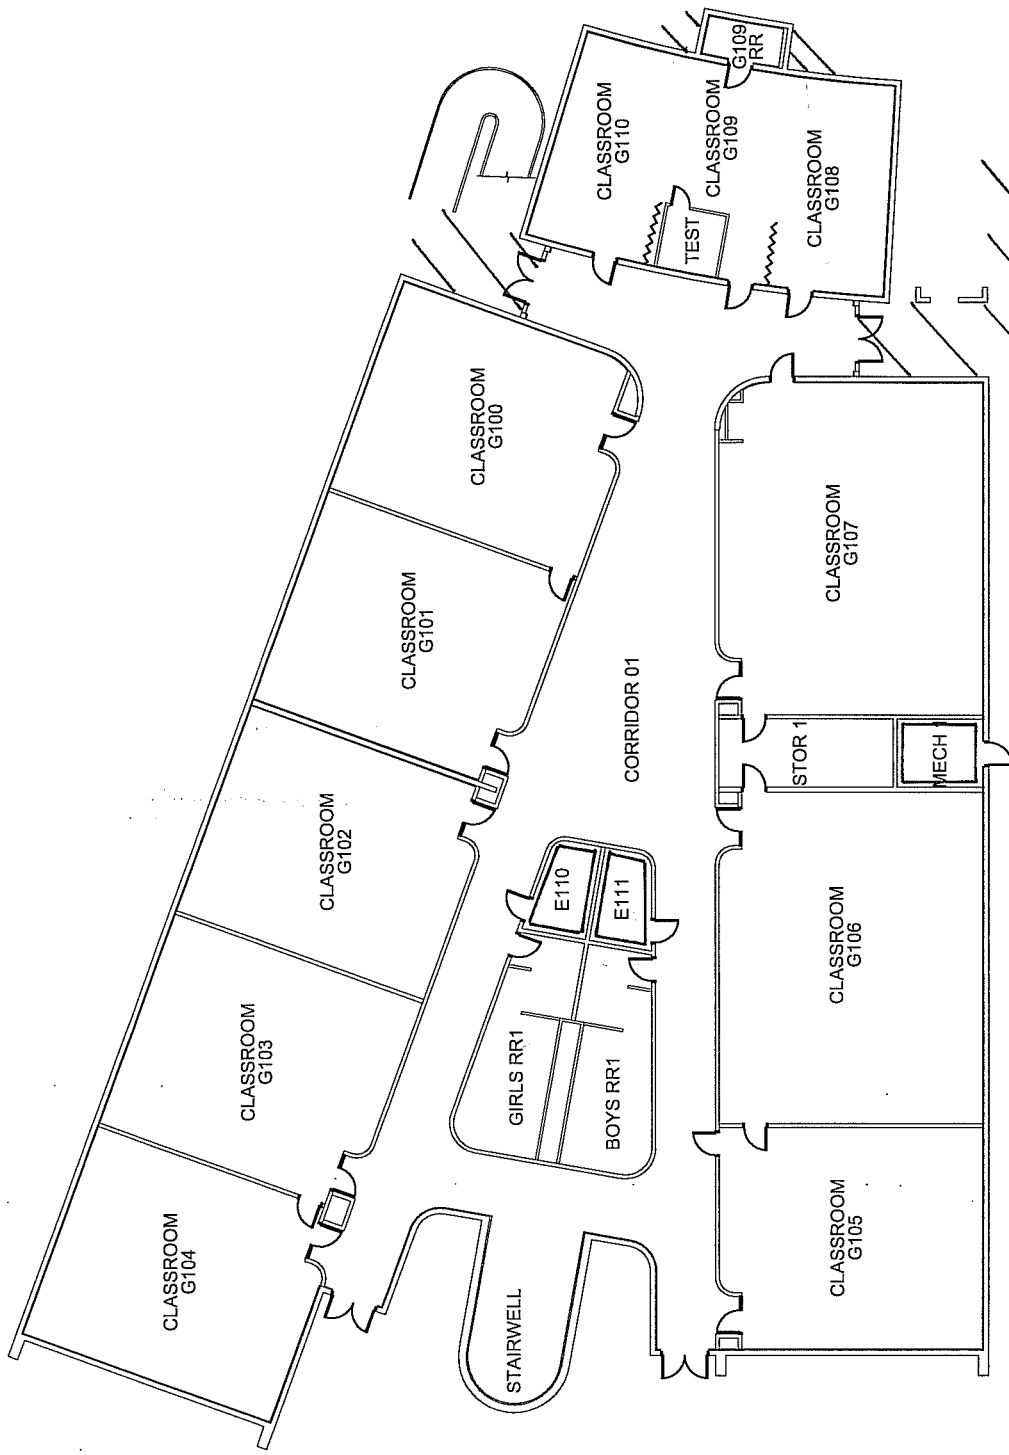 G109
RR
CLASSROOM
G110
CLASSROOM
G109
CLASSROOM
G108
TEST
CLASSROOM
G100
CLASSROOM
G101
CLASSROOM
G107
CORRIDOR 01
STOR 1
MECH 1
CLASSROOM
G102
E110
E111
CLASSROOM
G106
CLASSROOM
G103
GIRLS RR1
BOYS RR1
CLASSROOM
G104
CLASSROOM
G105
STAIRWELL